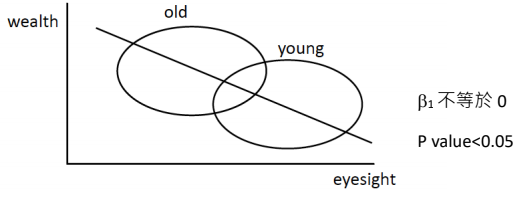 wealth
old
young
β₁ 不等於 0
P value<0.05
eyesight